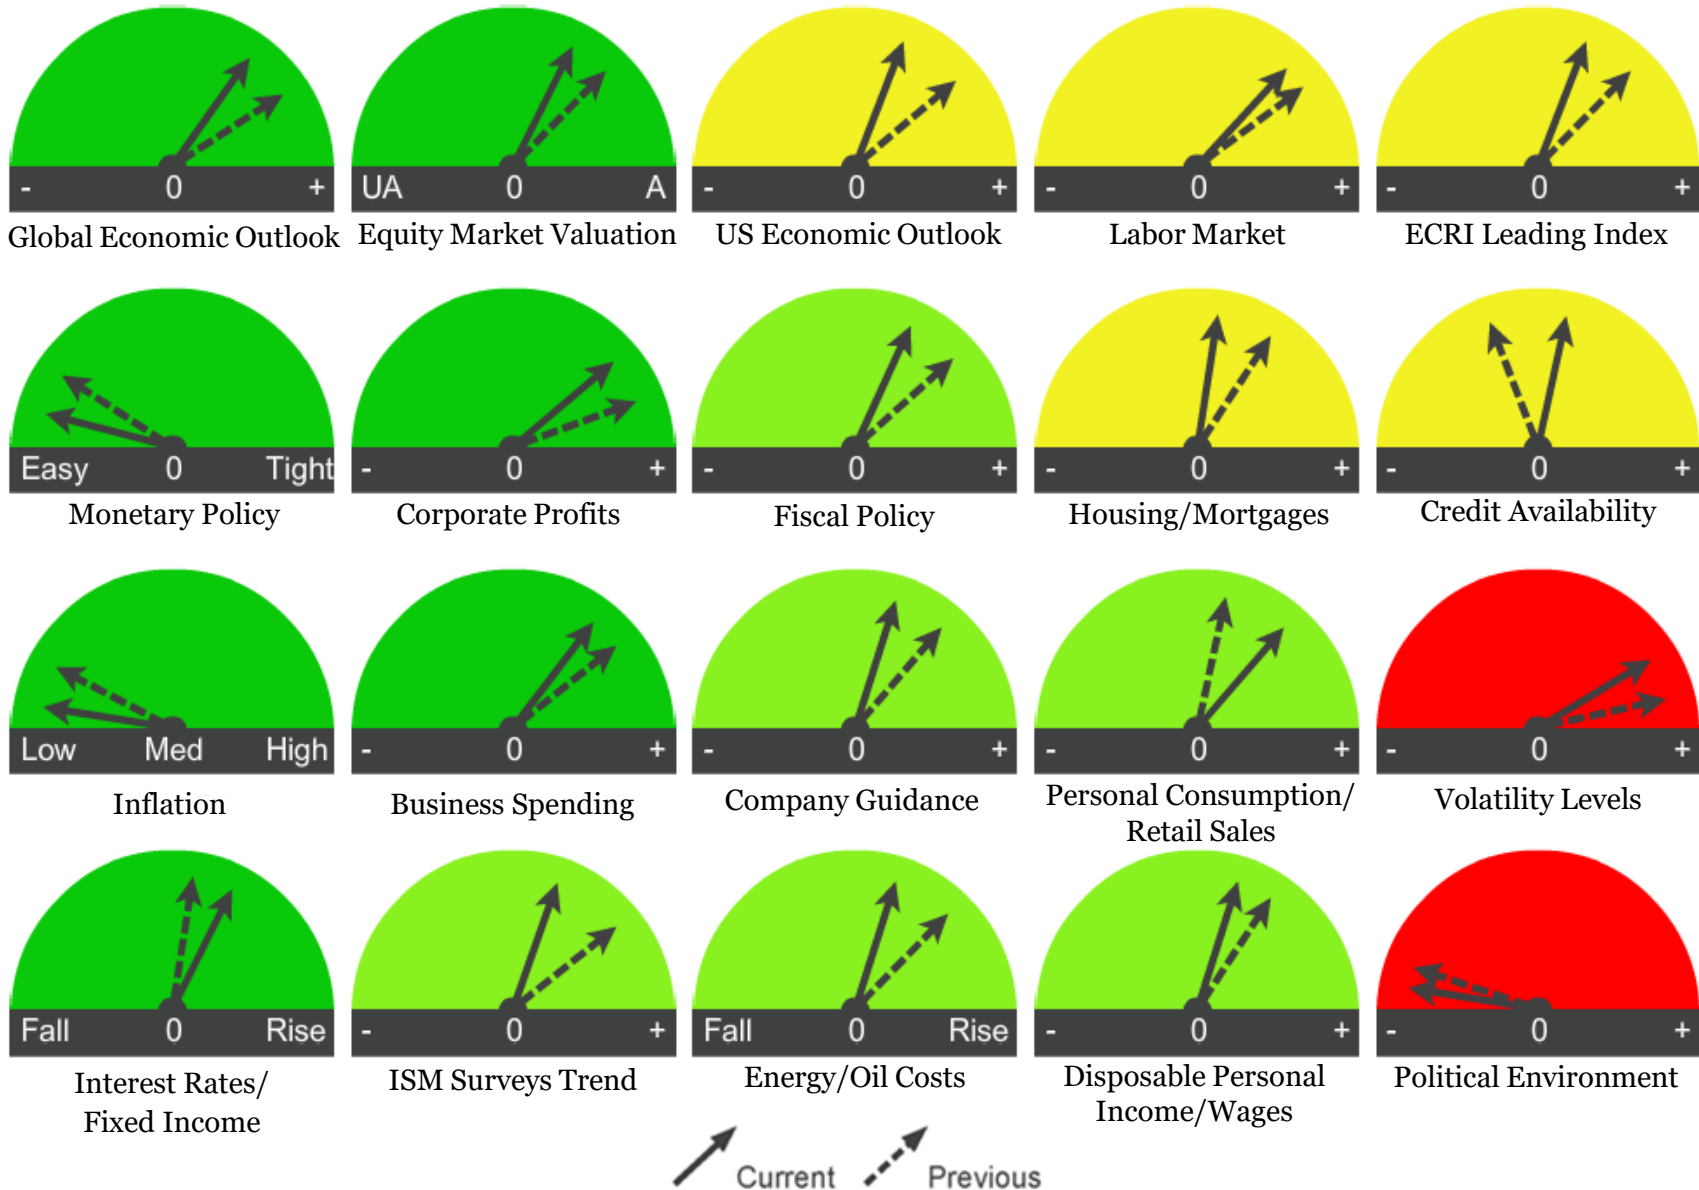 - 0 +
UA 0 A
- 0 +
- 0 +
- 0 +
Global Economic Outlook
Equity Market Valuation
US Economic Outlook
Labor Market
ECRI Leading Index
Easy 0 Tight
- 0 +
- 0 +
- 0 +
- 0 +
Monetary Policy
Corporate Profits
Fiscal Policy
Housing/Mortgages
Credit Availability
Low Med High
- 0 +
- 0 +
- 0 +
- 0 +
Inflation
Business Spending
Company Guidance
Personal Consumption/
Retail Sales
Volatility Levels
Fall 0 Rise
- 0 +
Fall 0 Rise
- 0 +
- 0 +
Interest Rates/
Fixed Income
ISM Surveys Trend
Energy/Oil Costs
Disposable Personal
Income/Wages
Political Environment
Current
Previous